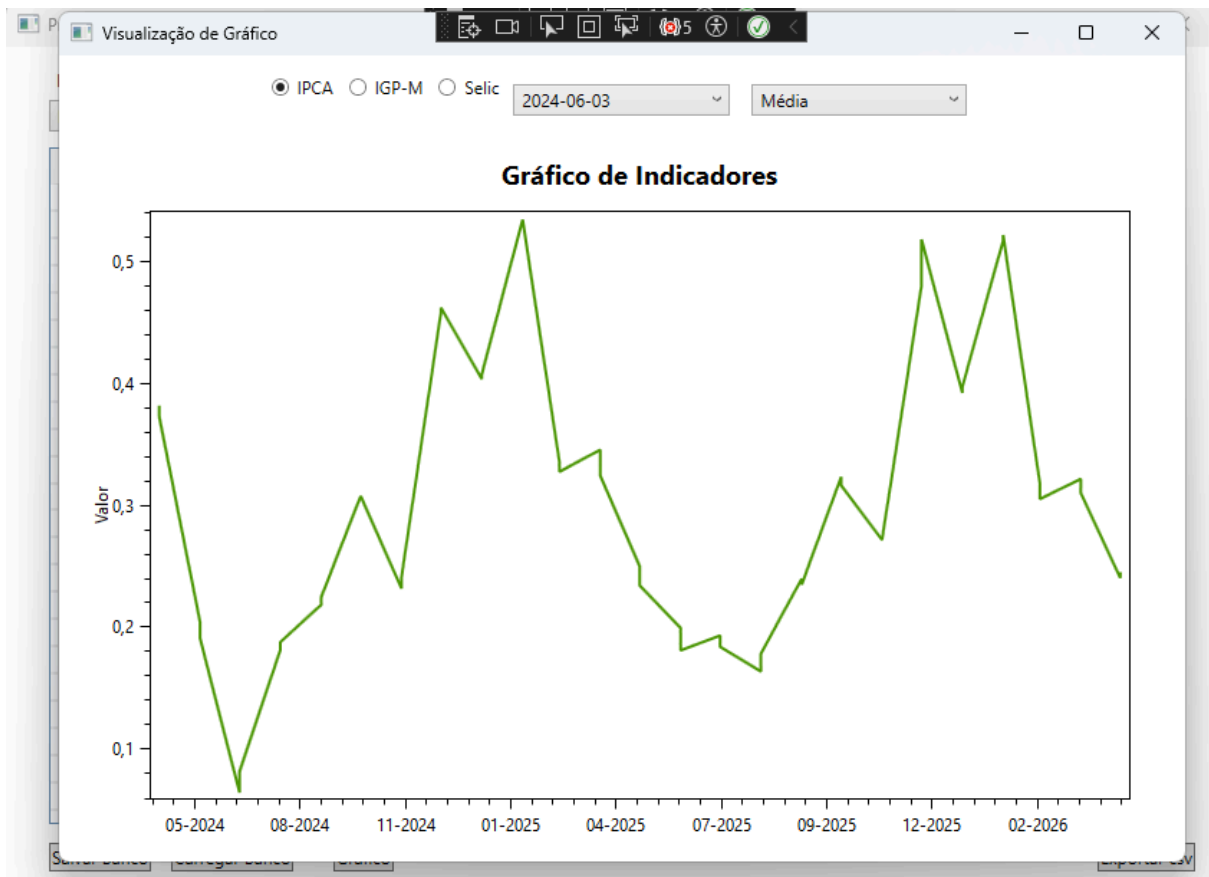 Visualização de Gráfico
5
IPCA IGP-M Selic 2024-06-03 Média
Gráfico de Indicadores
0,5
0,4
Valor
0,3
0,2
0,1
05-2024 08-2024 11-2024 01-2025 04-2025 07-2025 09-2025 12-2025 02-2026